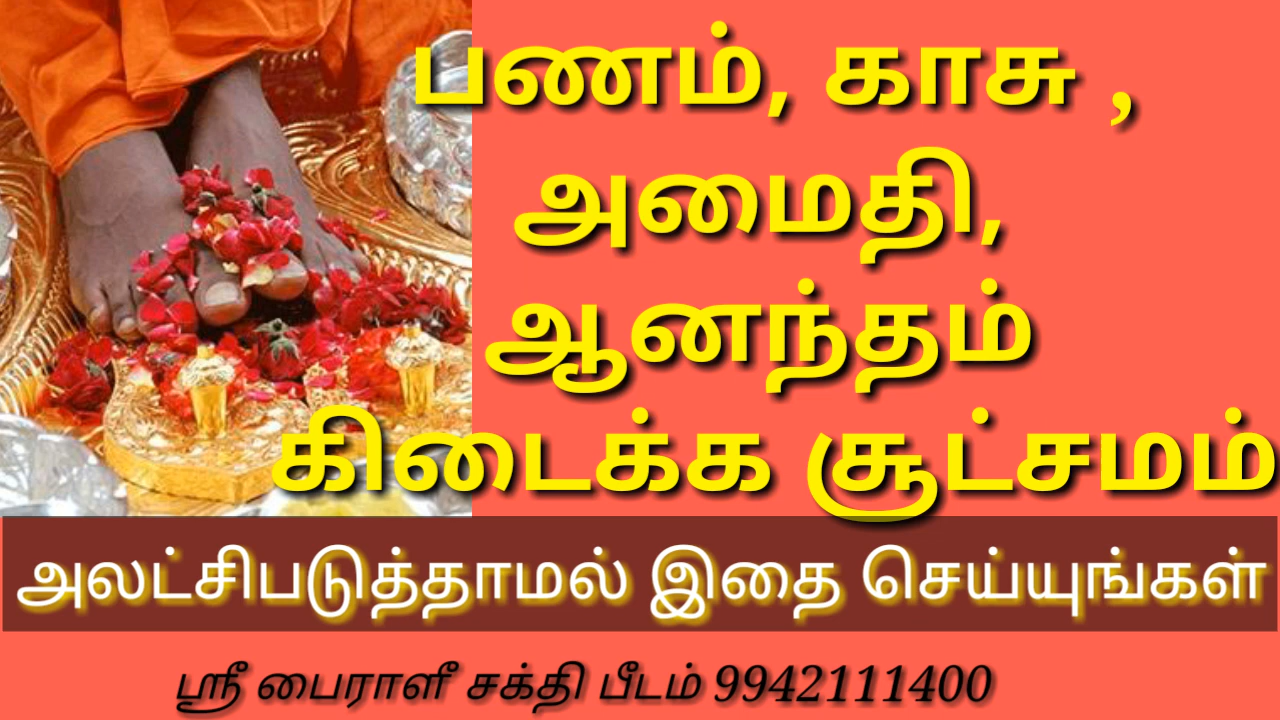 பணம், காசு ,
அமைதி,
ஆனந்தம்
கிடைக்க சூட்சமம்
அலட்சிபடுத்தாமல் இதை செய்யுங்கள்
ஸ்ரீ பைராளீ சக்தி பீடம் 9942111400